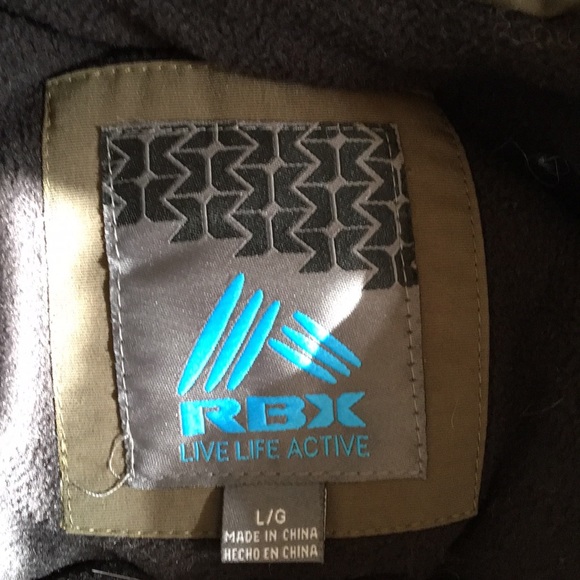 RBX
LIVE LIFE ACTIVE
L/G
MADE IN CHINA
HECHO EN CHINA